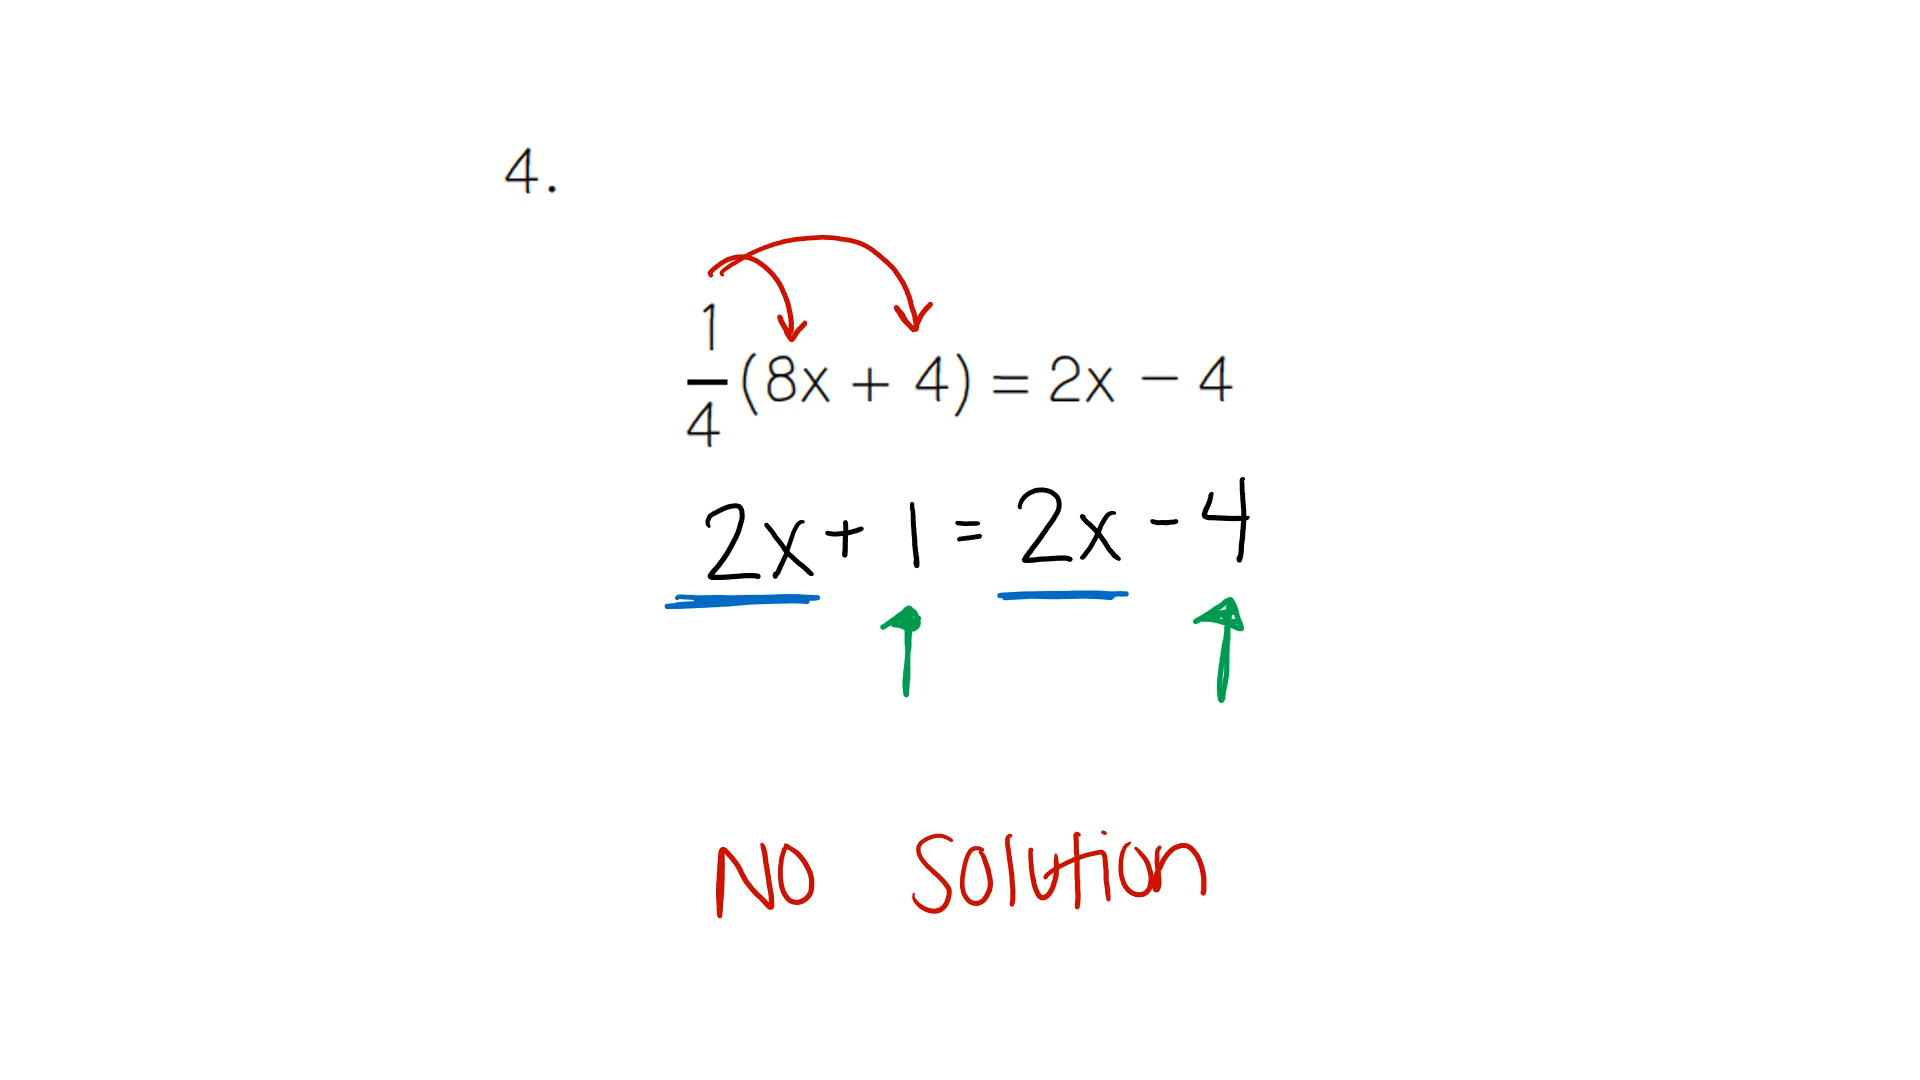 4.
1/4(8x + 4) = 2x − 4
2x + 1 = 2x - 4
NO Solution